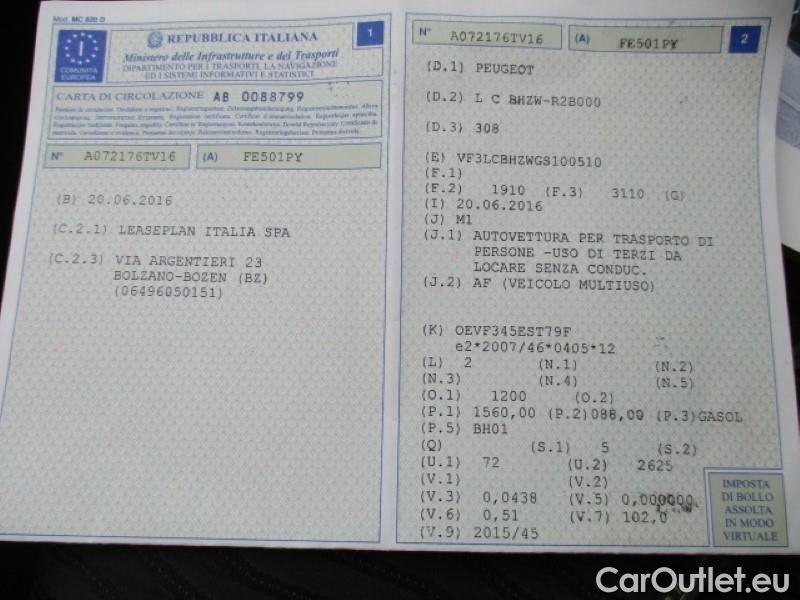 Mod. MC 820 D
I
COMUNITÀ
EUROPEA
REPUBBLICA ITALIANA
1
Ministero delle Infrastrutture e dei Trasporti
DIPARTIMENTO PER I TRASPORTI, LA NAVIGAZIONE
ED I SISTEMI INFORMATIVI E STATISTICI
CARTA DI CIRCOLAZIONE AB 0088799
N° A072176TV16 (A) FE501PY
(B) 20.06.2016
(C.2.1) LEASEPLAN ITALIA SPA
(C.2.3) VIA ARGENTIERI 23
BOLZANO-BOZEN (BZ)
(06496050151)
N° A072176TV16 (A) FE501PY
2
(D.1) PEUGEOT
(D.2) L C BHZW-R2B000
(D.3) 308
(E) VF3LCBHZWGS100510
(F.1)
(F.2) 1910 (F.3) 3110 (G)
(I) 20.06.2016
(J) M1
(J.1) AUTOVETTURA PER TRASPORTO DI
PERSONE -USO DI TERZI DA
LOCARE SENZA CONDUC.
(J.2) AF (VEICOLO MULTIUSO)
(K) OEVF345EST79F
e2*2007/46*0405*12
(L) 2 (N.1) (N.2)
(N.3) (N.4) (N.5)
(O.1) 1200 (O.2)
(P.1) 1560,00 (P.2)088,00 (P.3)GASOL
(P.5) BH01
(Q) (S.1) 5 (S.2)
(U.1) 72 (U.2) 2625
(V.1) (V.2)
(V.3) 0,0438 (V.5) 0,000000
(V.6) 0,51 (V.7) 102,0
(V.9) 2015/45
IMPOSTA
DI BOLLO
ASSOLTA
IN MODO
VIRTUALE
CarOutlet.eu